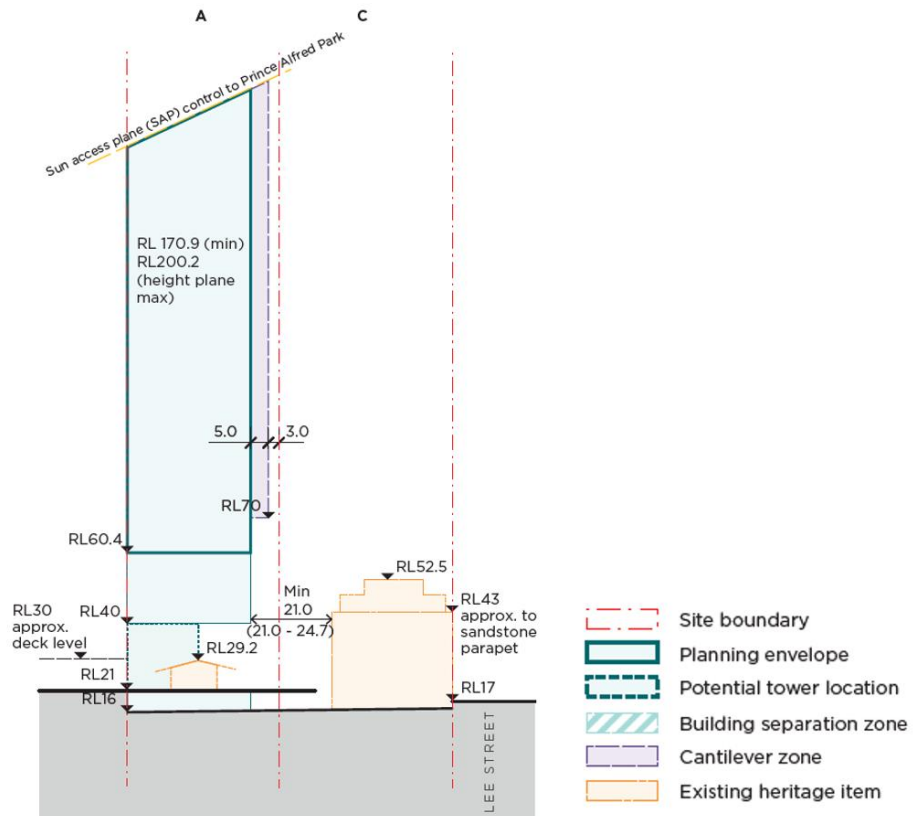 A
C
Sun access plane (SAP) control to Prince Alfred Park
RL 170.9 (min)
RL200.2
(height plane
max)
5.0
3.0
RL70
RL60.4
Min
21.0
(21.0 - 24.7)
RL52.5
RL40
RL43
approx. to
sandstone
parapet
RL30
approx.
deck level
RL29.2
RL21
RL16
RL17
LEE STREET
Site boundary
Planning envelope
Potential tower location
Building separation zone
Cantilever zone
Existing heritage item